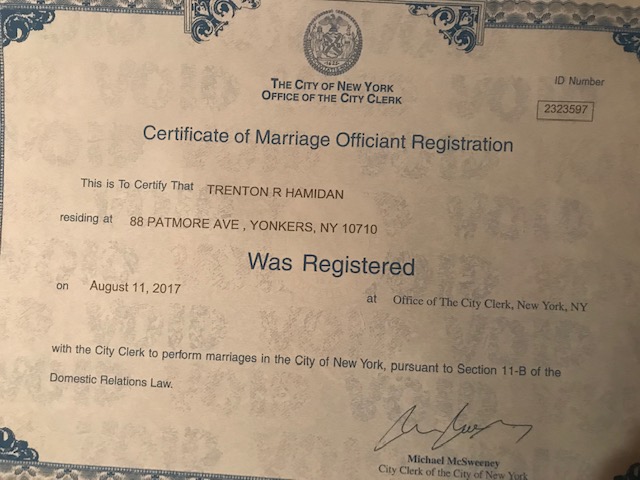 THE CITY OF NEW YORK
OFFICE OF THE CITY CLERK
ID Number
2323597
Certificate of Marriage Officiant Registration
This is To Certify That TRENTON R HAMIDAN
residing at 88 PATMORE AVE , YONKERS, NY 10710
Was Registered
on August 11, 2017
at Office of The City Clerk, New York, NY
with the City Clerk to perform marriages in the City of New York, pursuant to Section 11-B of the
Domestic Relations Law.
Michael McSweeney
City Clerk of the City of New York